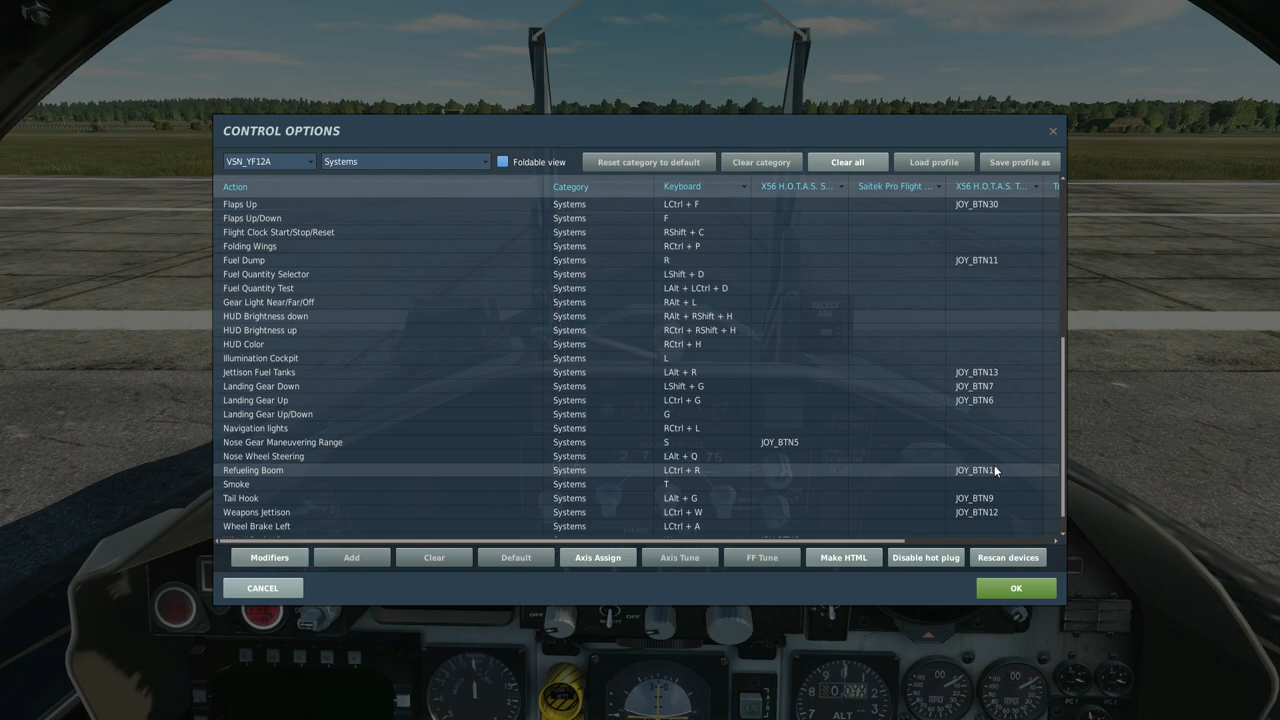 CONTROL OPTIONS
VSN_YF12A Systems Foldable view Reset category to default Clear category Clear all Load profile Save profile as
Action Category Keyboard X56 H.O.T.A.S. S... Saitek Pro Flight ... X56 H.O.T.A.S. T...
Flaps Up Systems LCtrl + F JOY_BTN30
Flaps Up/Down Systems F
Flight Clock Start/Stop/Reset Systems RShift + C
Folding Wings Systems RCtrl + P
Fuel Dump Systems R JOY_BTN11
Fuel Quantity Selector Systems LShift + D
Fuel Quantity Test Systems LAlt + LCtrl + D
Gear Light Near/Far/Off Systems RAlt + L
HUD Brightness down Systems RAlt + RShift + H
HUD Brightness up Systems RCtrl + RShift + H
HUD Color Systems RCtrl + H
Illumination Cockpit Systems L
Jettison Fuel Tanks Systems LAlt + R JOY_BTN13
Landing Gear Down Systems LShift + G JOY_BTN7
Landing Gear Up Systems LCtrl + G JOY_BTN6
Landing Gear Up/Down Systems G
Navigation lights Systems RCtrl + L
Nose Gear Maneuvering Range Systems S JOY_BTN5
Nose Wheel Steering Systems LAlt + Q
Refueling Boom Systems LCtrl + R
Smoke Systems T
Tail Hook Systems LAlt + G JOY_BTN9
Weapons Jettison Systems LCtrl + W JOY_BTN12
Wheel Brake Left Systems LCtrl + A
Modifiers Add Clear Default Axis Assign Axis Tune FF Tune Make HTML Disable hot plug Rescan devices
CANCEL OK
OFF OFF
ALT
PC 1 PC 2